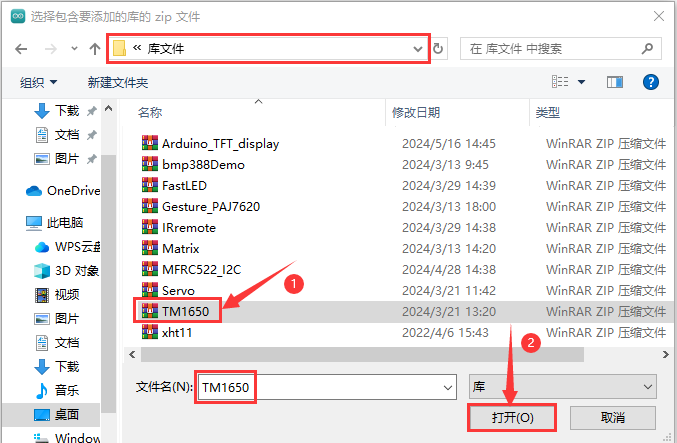 选择包含要添加的库的 zip 文件
« 库文件
在 库文件 中搜索
组织 新建文件夹
名称 修改日期 类型
下载
文档
图片
OneDrive
此电脑
WPS云盘
3D 对象
视频
图片
文档
下载
音乐
桌面
Windows
Arduino_TFT_display 2024/5/16 14:45 WinRAR ZIP 压缩文件
bmp388Demo 2024/3/13 9:45 WinRAR ZIP 压缩文件
FastLED 2024/3/29 14:39 WinRAR ZIP 压缩文件
Gesture_PAJ7620 2024/3/13 18:00 WinRAR ZIP 压缩文件
IRremote 2024/3/29 14:38 WinRAR ZIP 压缩文件
Matrix 2024/3/13 14:20 WinRAR ZIP 压缩文件
MFRC522_I2C 2024/4/28 14:38 WinRAR ZIP 压缩文件
Servo 2024/3/21 11:42 WinRAR ZIP 压缩文件
TM1650 2024/3/21 13:20 WinRAR ZIP 压缩文件
xht11 2022/4/6 15:43 WinRAR ZIP 压缩文件
1
2
文件名(N): TM1650 库
打开(O) 取消